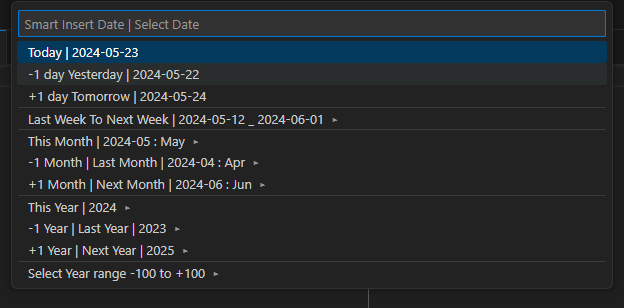 Smart Insert Date | Select Date
Today | 2024-05-23
-1 day Yesterday | 2024-05-22
+1 day Tomorrow | 2024-05-24
Last Week To Next Week | 2024-05-12 _ 2024-06-01 ►
This Month | 2024-05 : May ►
-1 Month | Last Month | 2024-04 : Apr ►
+1 Month | Next Month | 2024-06 : Jun ►
This Year | 2024 ►
-1 Year | Last Year | 2023 ►
+1 Year | Next Year | 2025 ►
Select Year range -100 to +100 ►